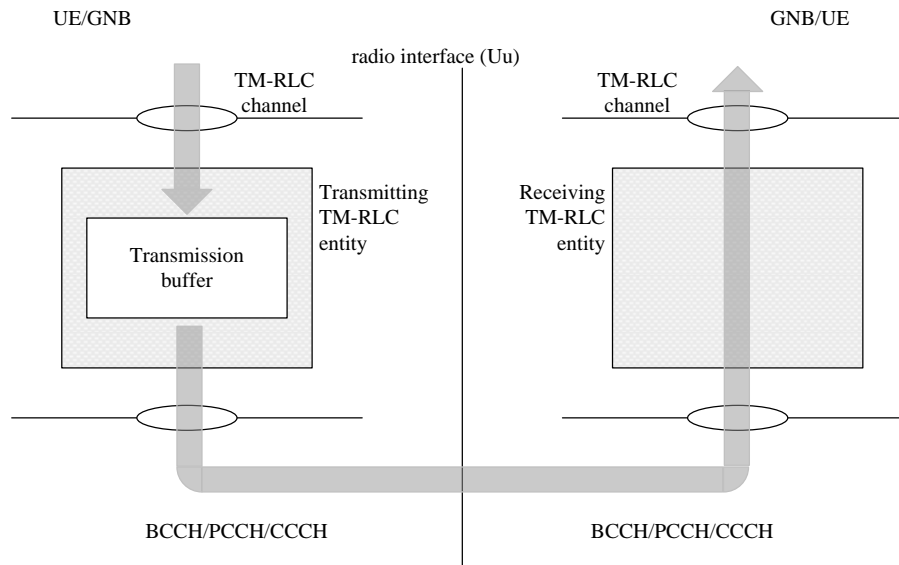 UE/GNB
GNB/UE
radio interface (Uu)
TM-RLC
channel
TM-RLC
channel
Transmitting
TM-RLC
entity
Receiving
TM-RLC
entity
Transmission
buffer
BCCH/PCCH/CCCH
BCCH/PCCH/CCCH